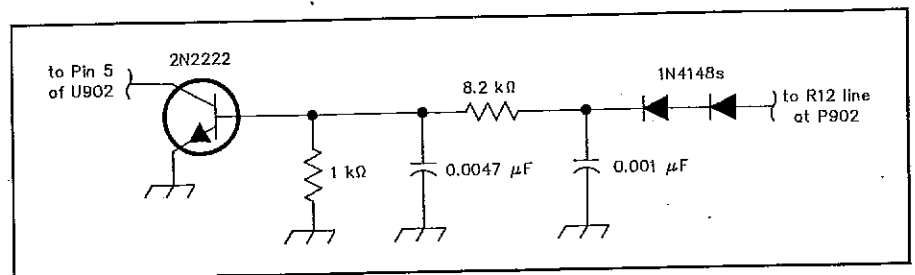 to Pin 5
of U902
2N2222
8.2 kΩ
1N4148s
to R12 line
at P902
1 kΩ
0.0047 μF
0.001 μF